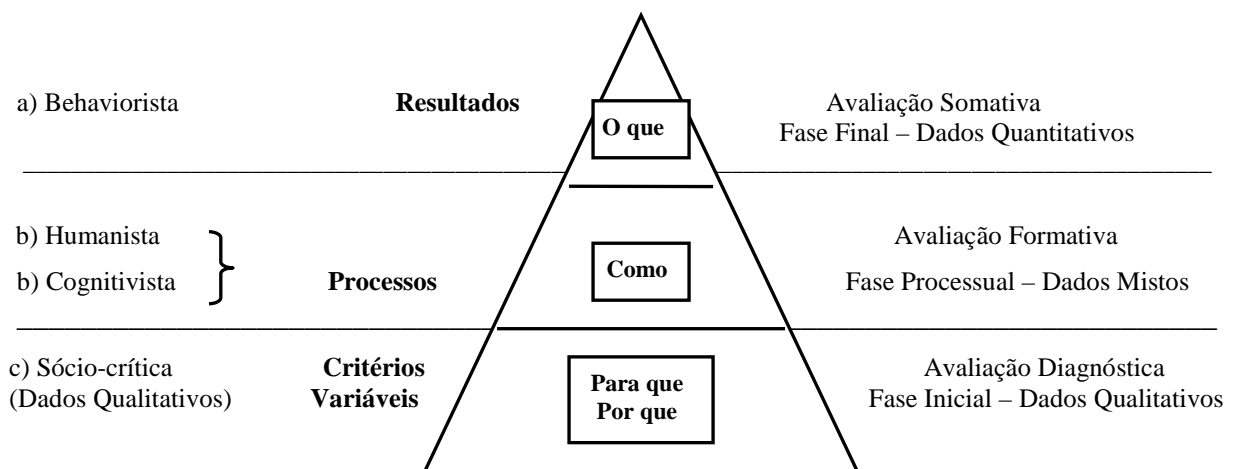 a) Behaviorista Resultados O que Avaliação Somativa
Fase Final – Dados Quantitativos
b) Humanista Avaliação Formativa
b) Cognitivista Processos Como Fase Processual – Dados Mistos
c) Sócio-crítica Critérios Para que Avaliação Diagnóstica
(Dados Qualitativos) Variáveis Por que Fase Inicial – Dados Qualitativos